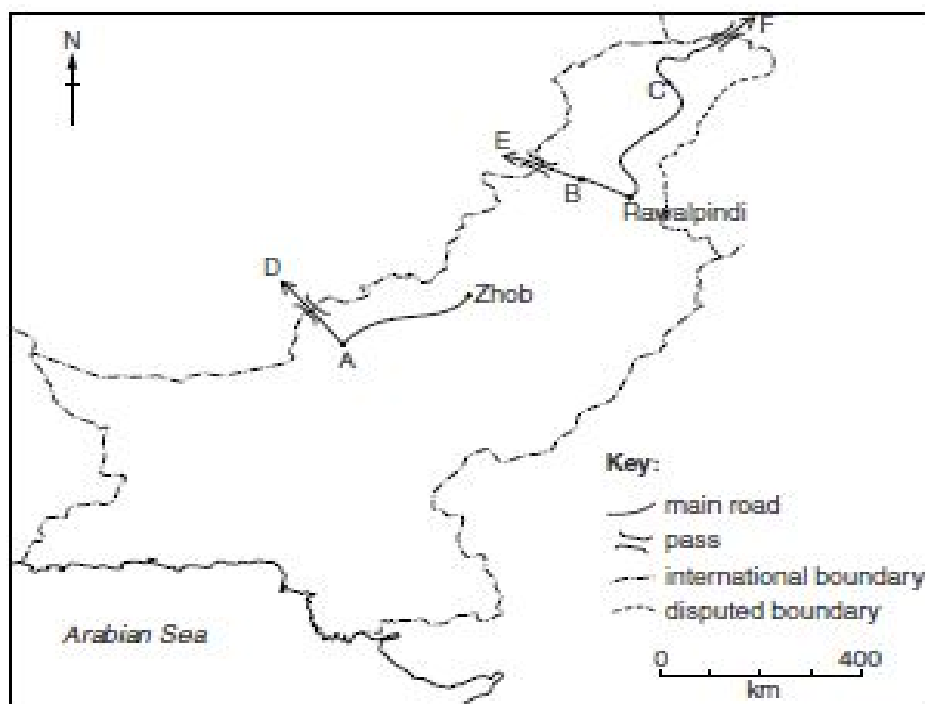 N
F
C
E
B
Rawalpindi
D
Zhob
A
Key:
main road
pass
international boundary
disputed boundary
Arabian Sea
0 400
km